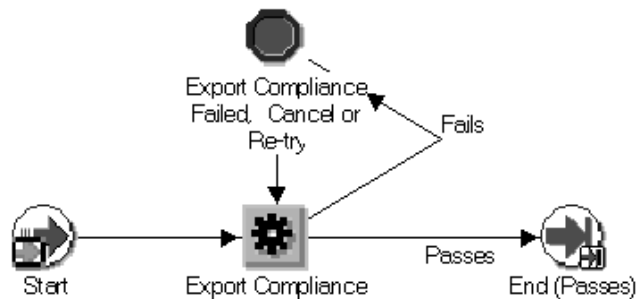 Export Compliance
Failed, Cancel or
Re-try
Fails
Passes
Start
Export Compliance
End (Passes)